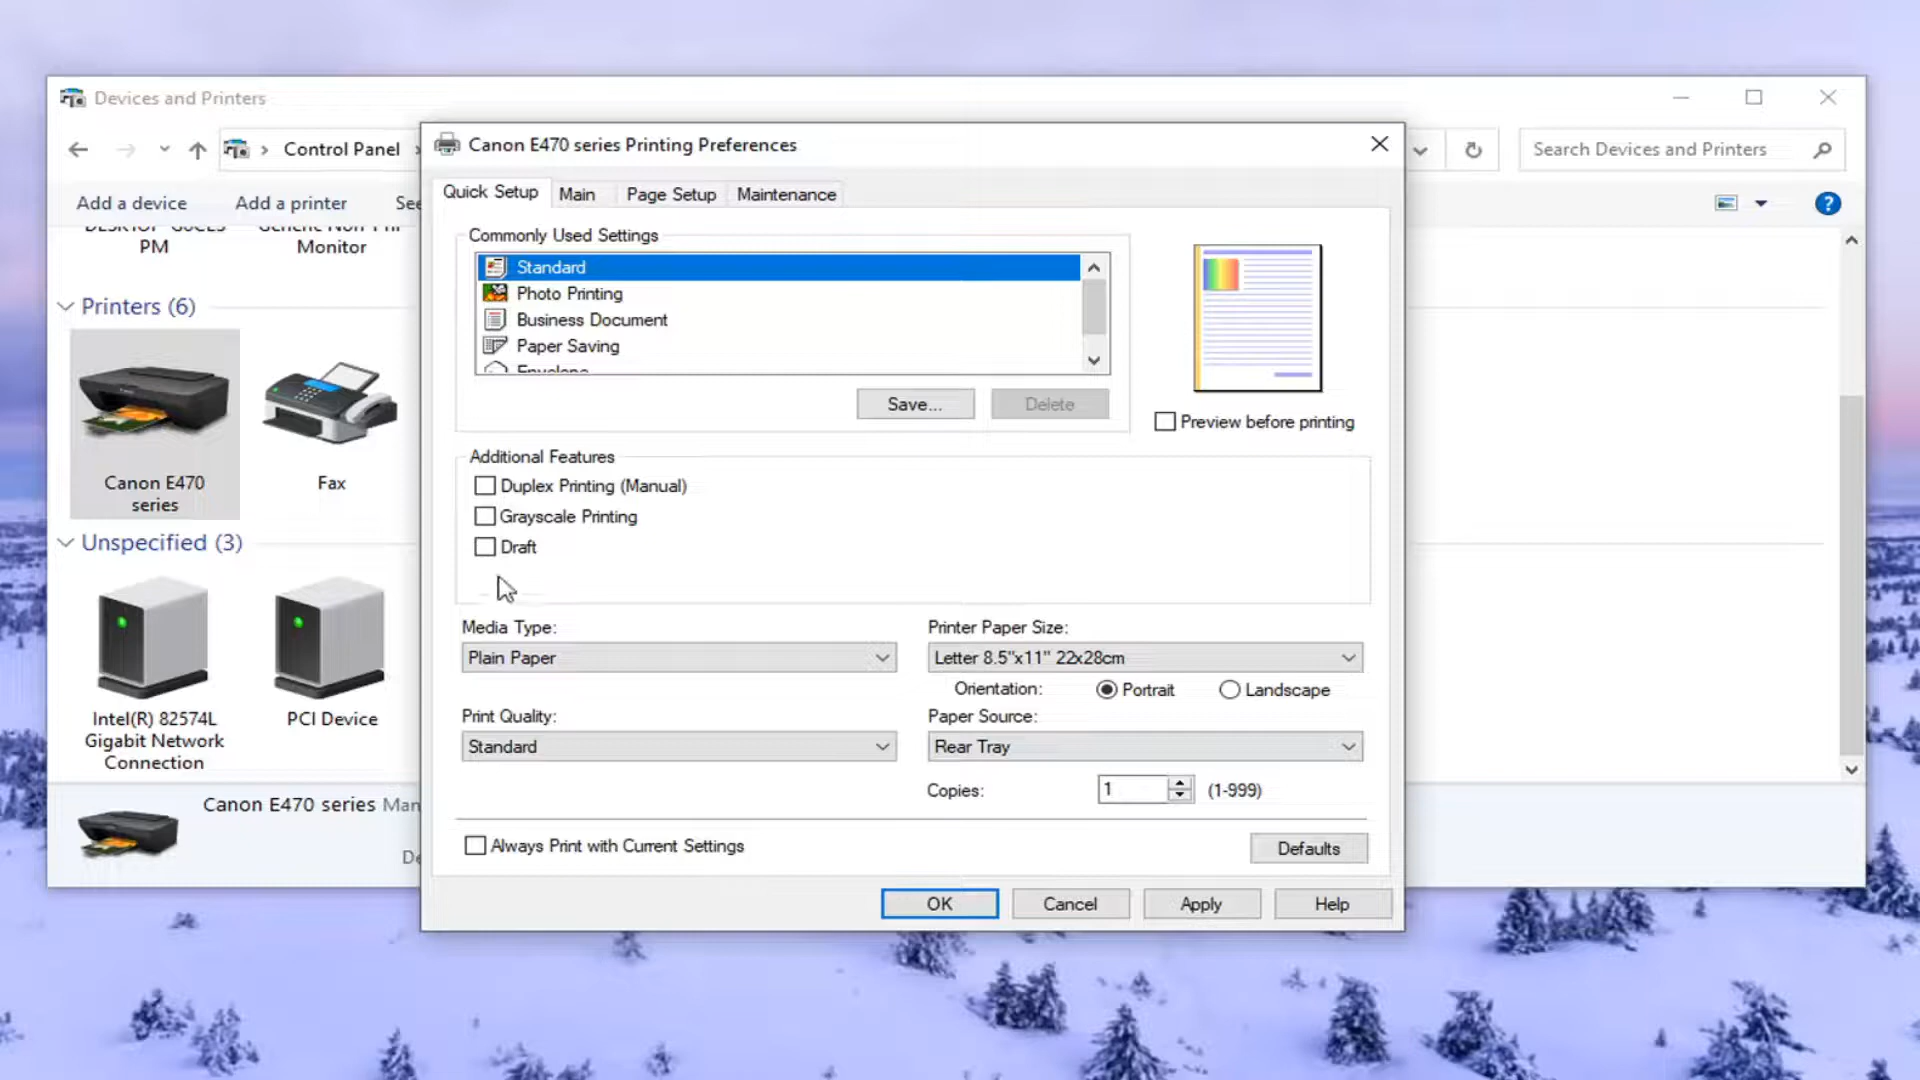 Devices and Printers
Control Panel
Search Devices and Printers
Add a device
Add a printer
See
PM
Monitor
Printers (6)
Canon E470
series
Fax
Unspecified (3)
Intel(R) 82574L
Gigabit Network
Connection
PCI Device
Canon E470 series
Canon E470 series Printing Preferences
Quick Setup
Main
Page Setup
Maintenance
Commonly Used Settings
Standard
Photo Printing
Business Document
Paper Saving
Envelope
Save...
Delete
Preview before printing
Additional Features
Duplex Printing (Manual)
Grayscale Printing
Draft
Media Type:
Plain Paper
Printer Paper Size:
Letter 8.5"x11" 22x28cm
Orientation:
Portrait
Landscape
Print Quality:
Standard
Paper Source:
Rear Tray
Copies:
1
(1-999)
Always Print with Current Settings
Defaults
OK
Cancel
Apply
Help